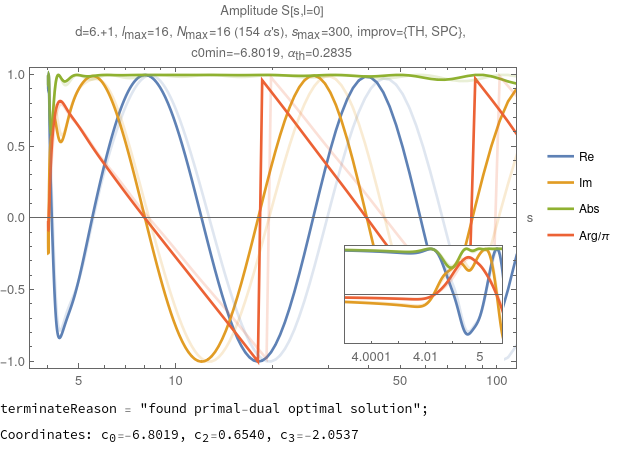 Amplitude S[s,l=0]
d=6.+1, lmax=16, Nmax=16 (154 α's), smax=300, improv={TH, SPC},
c0min=−6.8019, αth=0.2835
1.0
0.5
0.0
−0.5
−1.0
5
10
50
100
s
4.0001
4.01
5
Re
Im
Abs
Arg/π
terminateReason = "found primal-dual optimal solution";
Coordinates: c0=-6.8019, c2=0.6540, c3=-2.0537